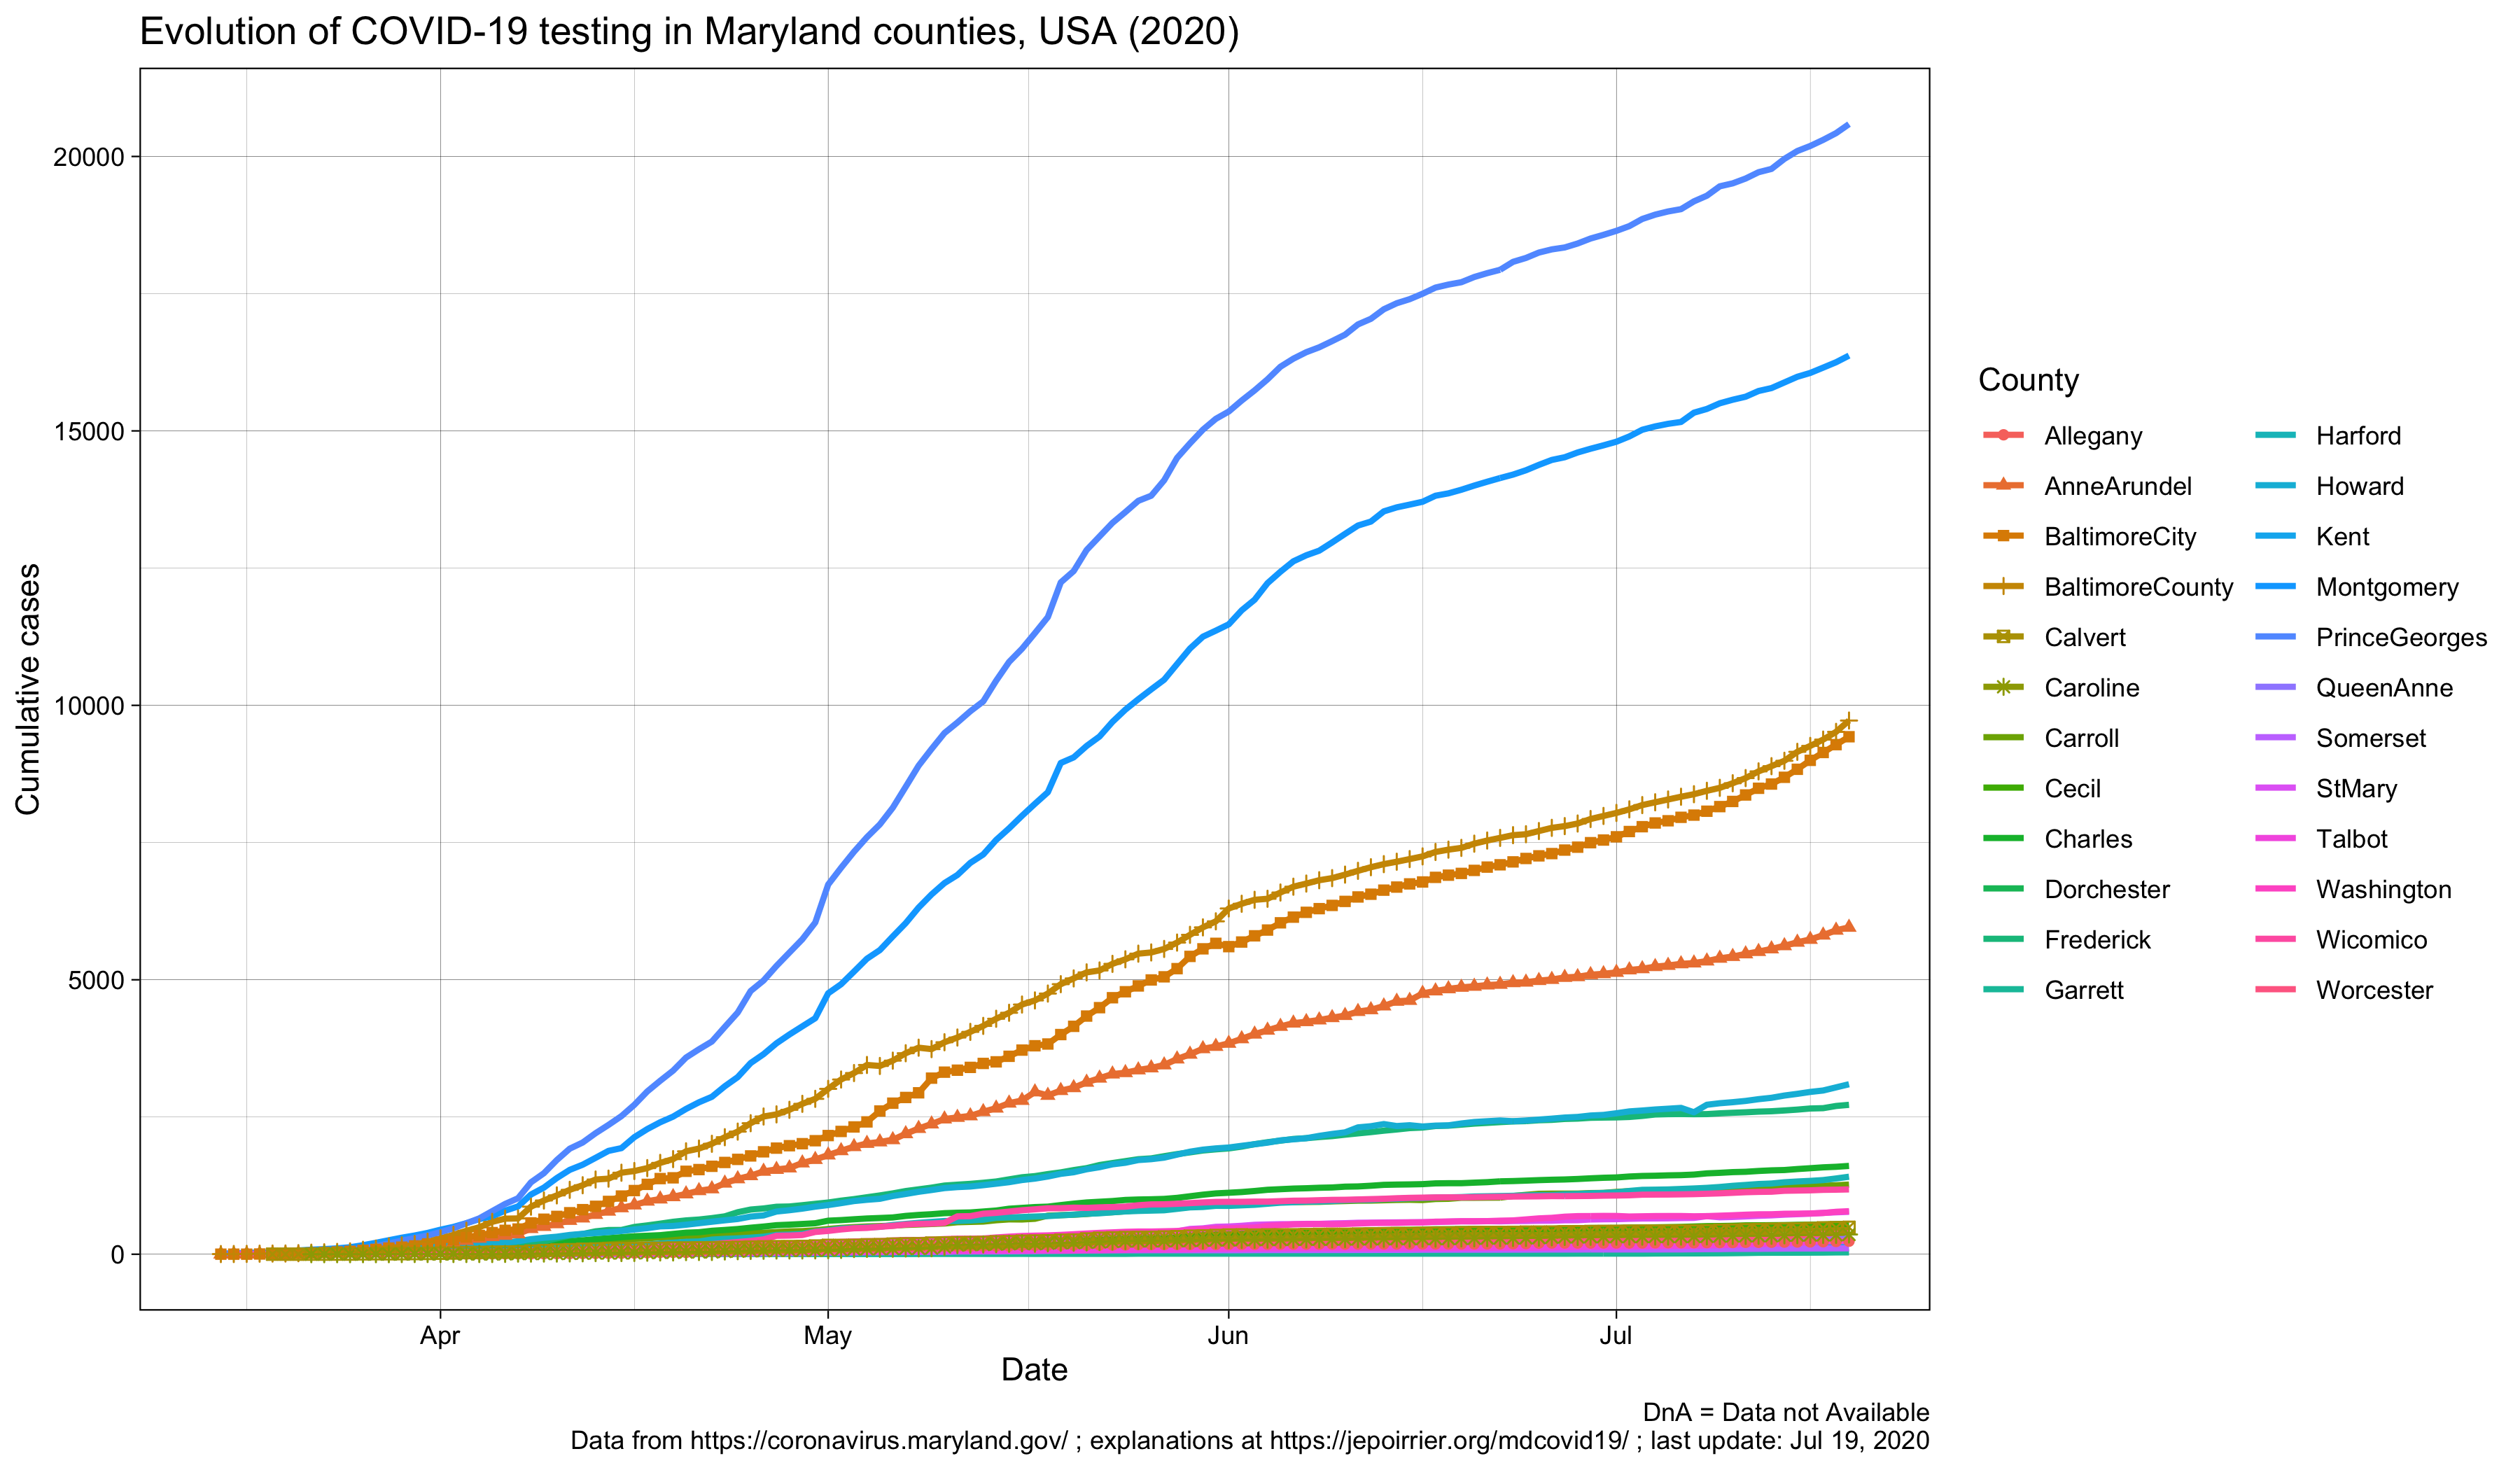 Evolution of COVID-19 testing in Maryland counties, USA (2020)
Cumulative cases
20000
15000
10000
5000
0
Apr
May
Jun
Jul
Date
County
Allegany
AnneArundel
BaltimoreCity
BaltimoreCounty
Calvert
Caroline
Carroll
Cecil
Charles
Dorchester
Frederick
Garrett
Harford
Howard
Kent
Montgomery
PrinceGeorges
QueenAnne
Somerset
StMary
Talbot
Washington
Wicomico
Worcester
DnA = Data not Available
Data from https://coronavirus.maryland.gov/ ; explanations at https://jepoirrier.org/mdcovid19/ ; last update: Jul 19, 2020